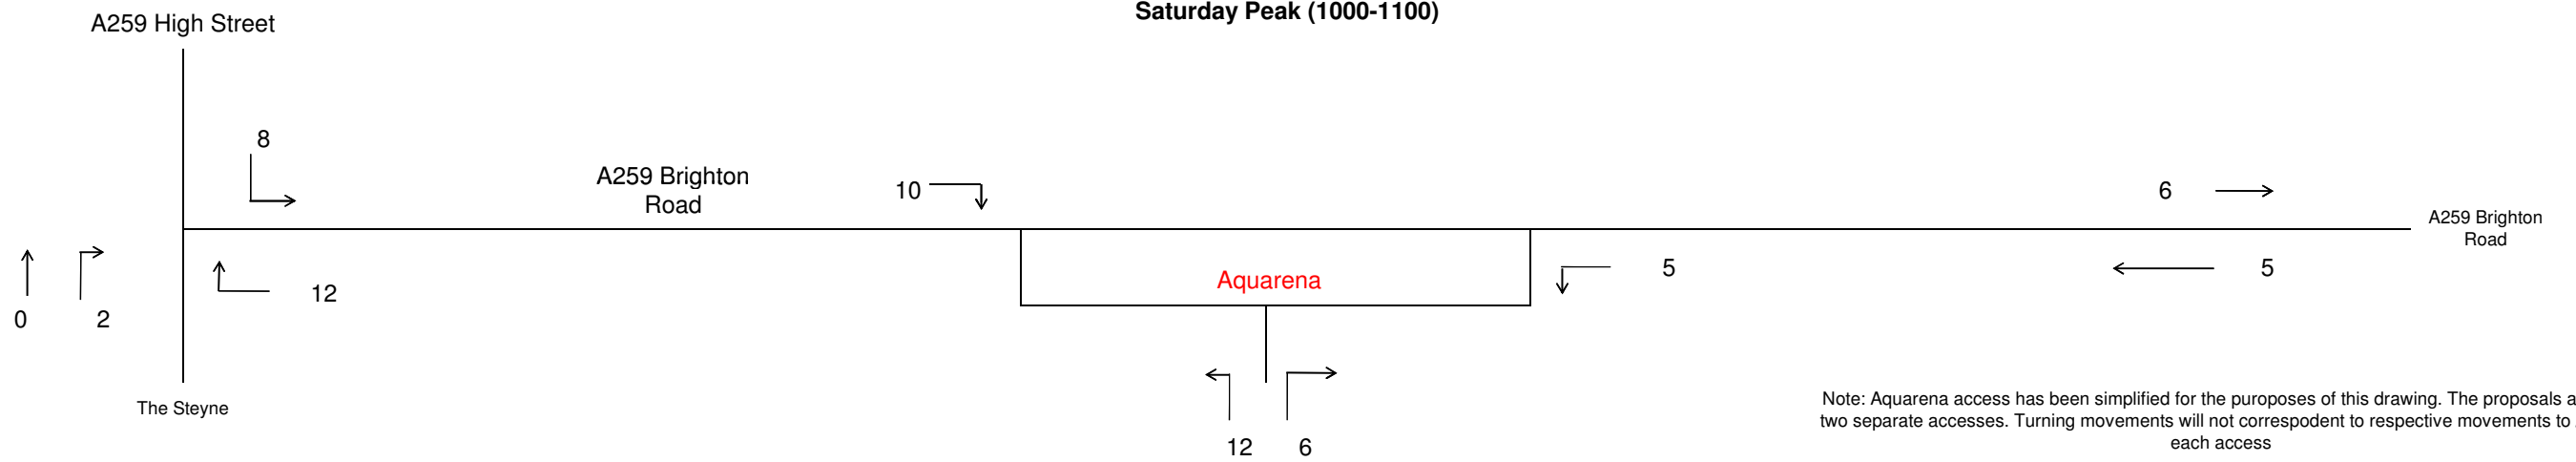 Saturday Peak (1000-1100)
A259 High Street
8
A259 Brighton
Road
10
6
A259 Brighton
Road
Aquarena
5
5
12
0
2
The Steyne
12
6
Note: Aquarena access has been simplified for the puroposes of this drawing. The proposals a
two separate accesses. Turning movements will not correspodent to respective movements to
each access